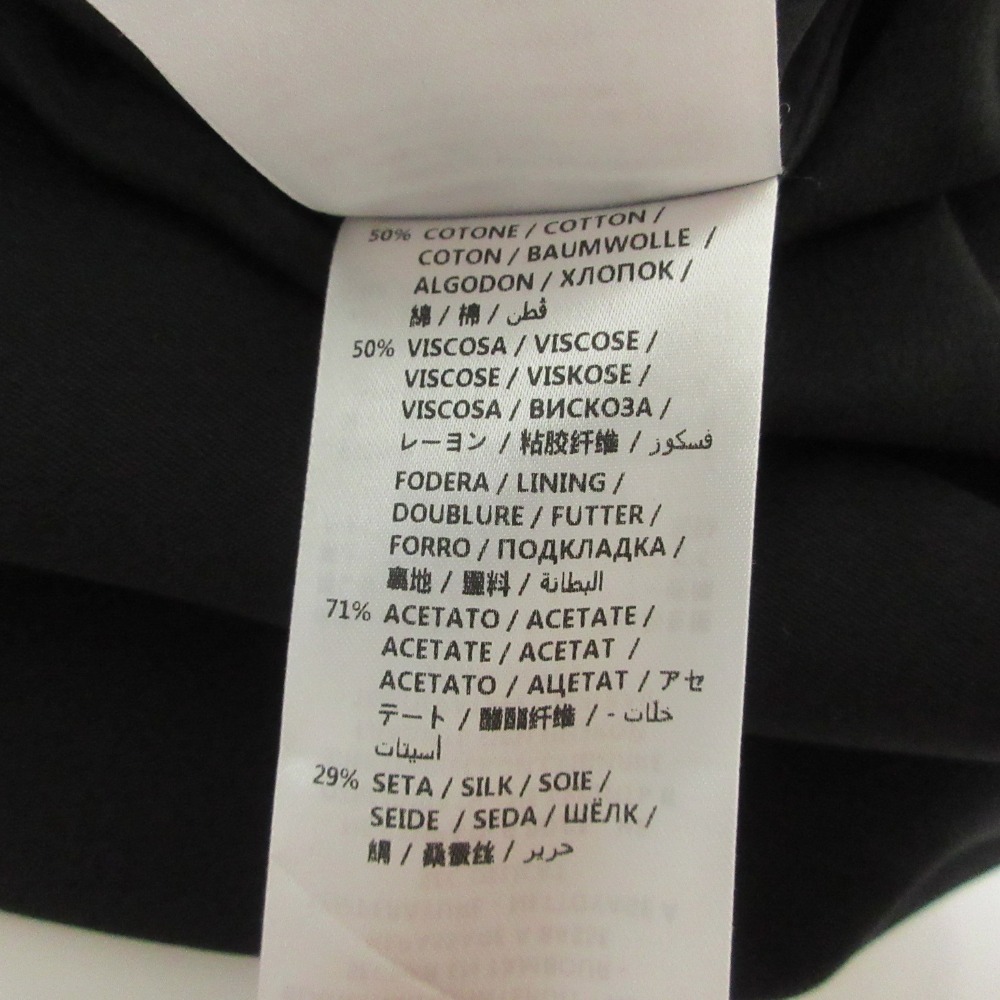 50% COTONE / COTTON /
COTON / BAUMWOLLE /
ALGODON / ХЛОПОК /
綿 / 棉 / قطن
50% VISCOSA / VISCOSE /
VISCOSE / VISKOSE /
VISCOSA / ВИСКОЗА /
レーヨン / 粘胶纤维 / فسكوز
FODERA / LINING /
DOUBLURE / FUTTER /
FORRO / ПОДКЛАДКА /
裏地 / 裏料 / البطانة
71% ACETATO / ACETATE /
ACETATE / ACETAT /
ACETATO / АЦЕТАТ / アセ
テート / 醋酯纤维 / - خلات
أسيتات
29% SETA / SILK / SOIE /
SEIDE / SEDA / ШЁЛК /
絹 / 桑蚕丝 / حرير